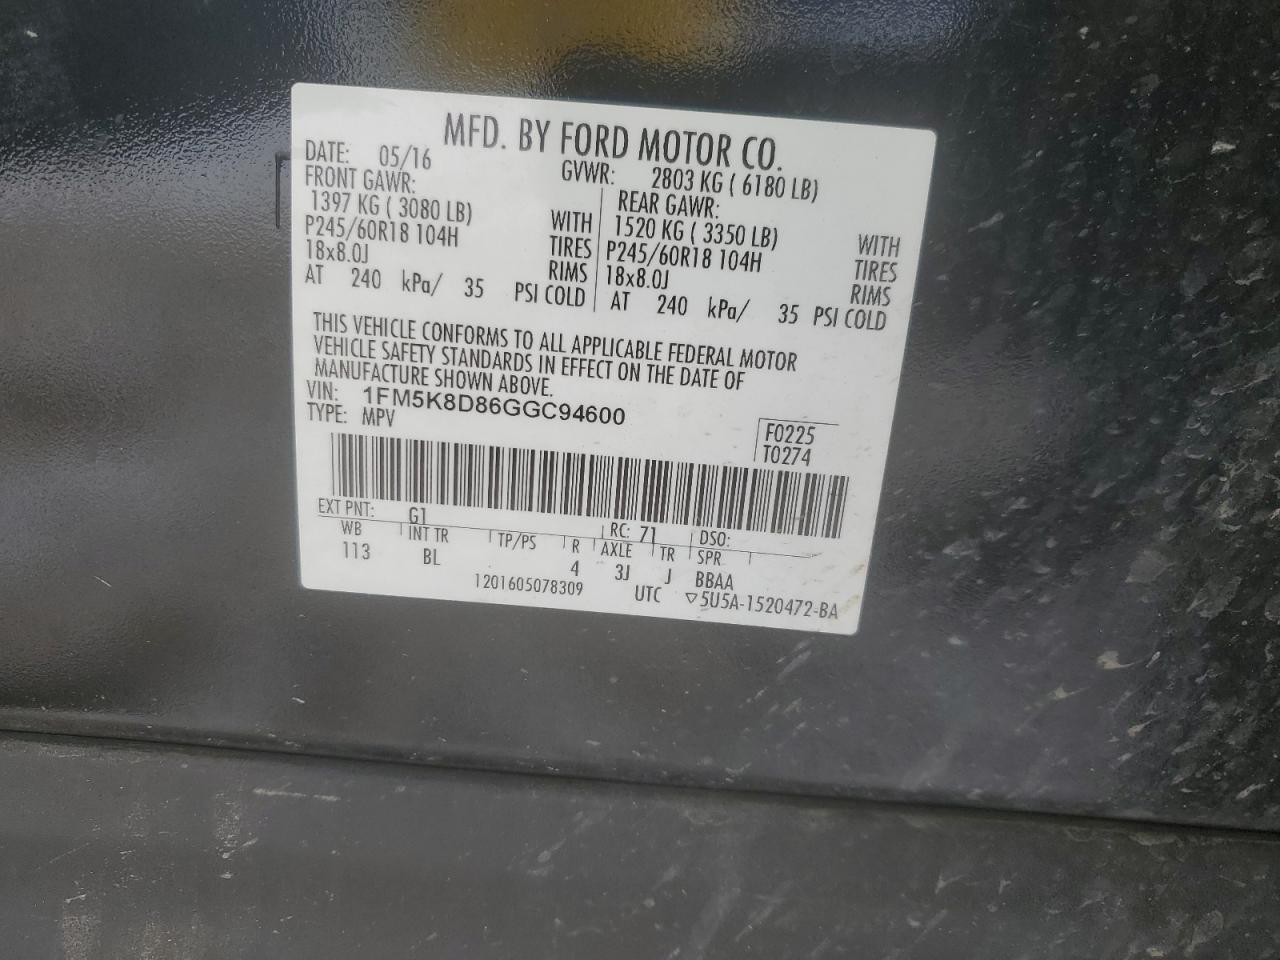 MFD. BY FORD MOTOR CO.
DATE: 05/16 GVWR: 2803 KG ( 6180 LB)
FRONT GAWR: REAR GAWR:
1397 KG ( 3080 LB) WITH 1520 KG ( 3350 LB) WITH
P245/60R18 104H TIRES P245/60R18 104H TIRES
18x8.0J RIMS 18x8.0J RIMS
AT 240 kPa/ 35 PSI COLD AT 240 kPa/ 35 PSI COLD
THIS VEHICLE CONFORMS TO ALL APPLICABLE FEDERAL MOTOR
VEHICLE SAFETY STANDARDS IN EFFECT ON THE DATE OF
MANUFACTURE SHOWN ABOVE.
VIN: 1FM5K8D86GGC94600
TYPE: MPV F0225
T0274
EXT PNT: G1 RC: 71 DSO:
WB INT TR TP/PS R AXLE TR SPR
113 BL 4 3J J BBAA
1201605078309 UTC ▽5U5A-1520472-BA